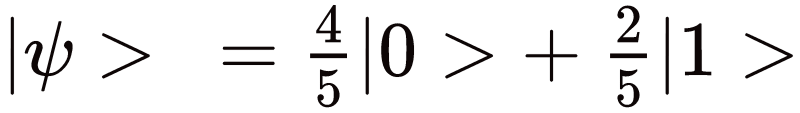 |ψ > = 4/5 |0 > + 2/5 |1 >